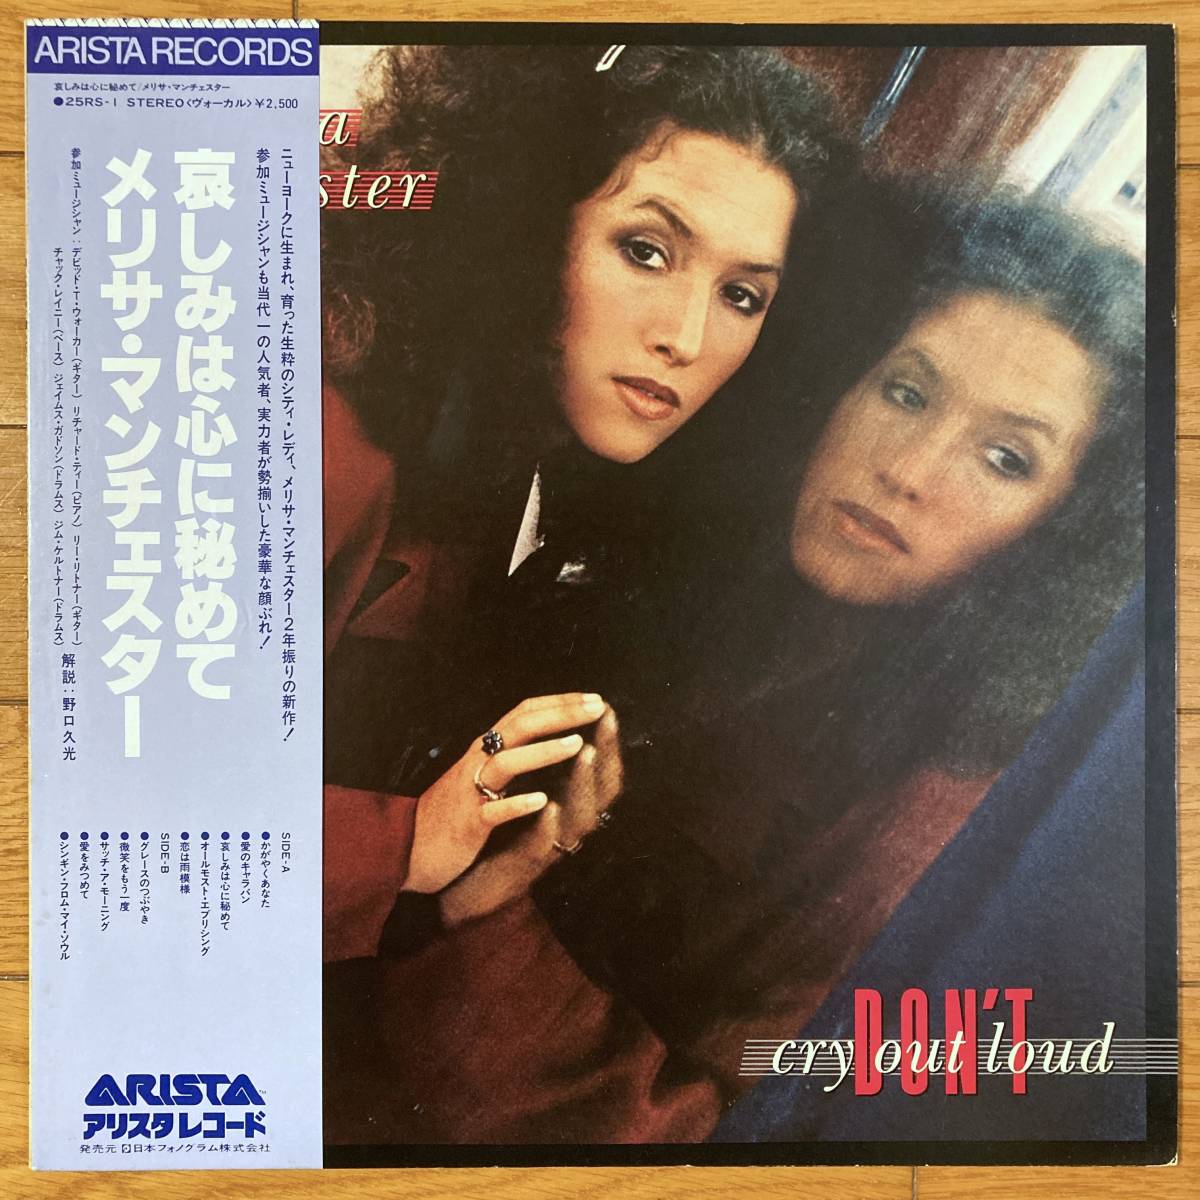 ARISTA RECORDS
哀しみは心に秘めて/メリサ・マンチェスター
●25RS-1 STEREO〈ヴォーカル〉¥2,500
ニューヨークに生まれ、育った生粋のシティ・レディ、メリサ・マンチェスター2年振りの新作!
参加ミュージシャンも当代一の人気者、実力者が勢揃いした豪華な顔ぶれ!
哀しみは心に秘めて
メリサ・マンチェスター
参加ミュージシャン:デビッド・T・ウォーカー(ギター) リチャード・ティー(ピアノ) リー・リトナー(ギター)
チャック・レイニー(ベース) ジェイムス・ガドソン(ドラムス) ジム・ケルトナー(ドラムス)
解説:野口久光
SIDE-A
●かがやくあなた
●愛のキャラバン
●哀しみは心に秘めて
●オールモスト・エブリシング
●恋は雨模様
SIDE-B
●グレースのつぶやき
●微笑をもう一度
●サッチ・ア・モーニング
●愛をみつめて
●シンギン・フロム・マイ・ソウル
ARISTA™
アリスタレコード
発売元 日本フォノグラム株式会社
a
ster
DON'T
cry out loud